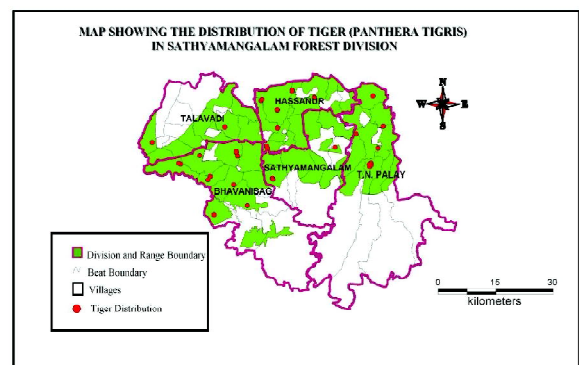 MAP SHOWING THE DISTRIBUTION OF TIGER (PANTHERA TIGRIS)
IN SATHYAMANGALAM FOREST DIVISION
N
W E
S
HASSANUR
TALAVADI
SATHYAMANGALAM
T.N. PALAY
BHAVANISAG
Division and Range Boundary
Beat Boundary
Villages
Tiger Distribution
0 15 30
kilometers